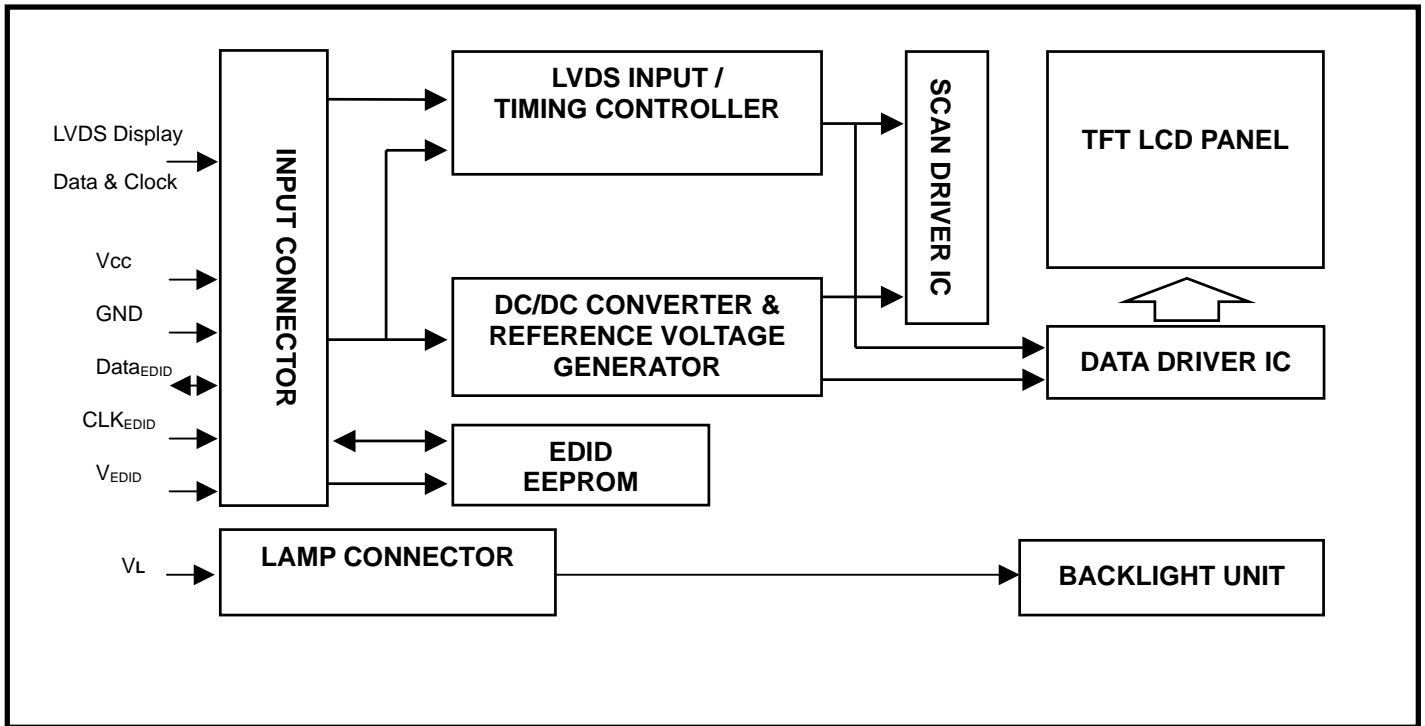 LVDS Display
Data & Clock
Vcc
GND
DataEDID
CLKEDID
VEDID
VL
INPUT CONNECTOR
LVDS INPUT /
TIMING CONTROLLER
DC/DC CONVERTER &
REFERENCE VOLTAGE
GENERATOR
EDID
EEPROM
LAMP CONNECTOR
SCAN DRIVER IC
TFT LCD PANEL
DATA DRIVER IC
BACKLIGHT UNIT